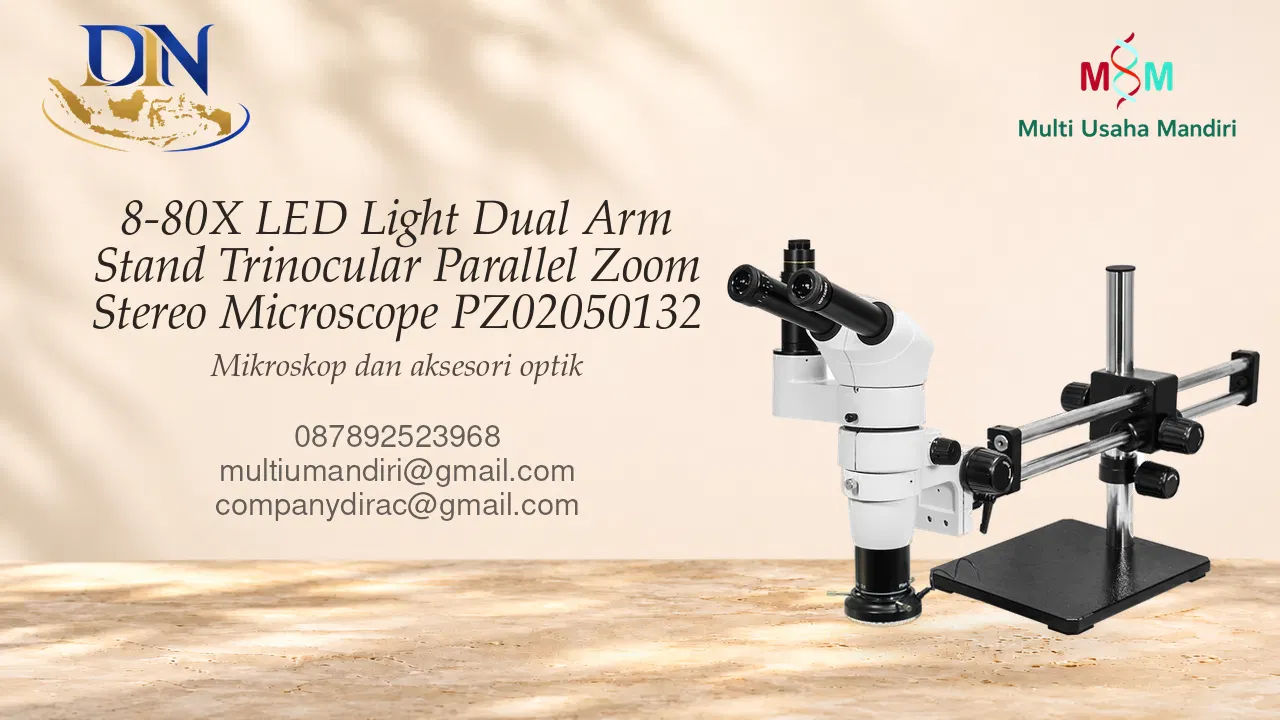 DIN
M M
Multi Usaha Mandiri
8-80X LED Light Dual Arm
Stand Trinocular Parallel Zoom
Stereo Microscope PZ02050132
Mikroskop dan aksesori optik
087892523968
multiumandiri@gmail.com
companydirac@gmail.com